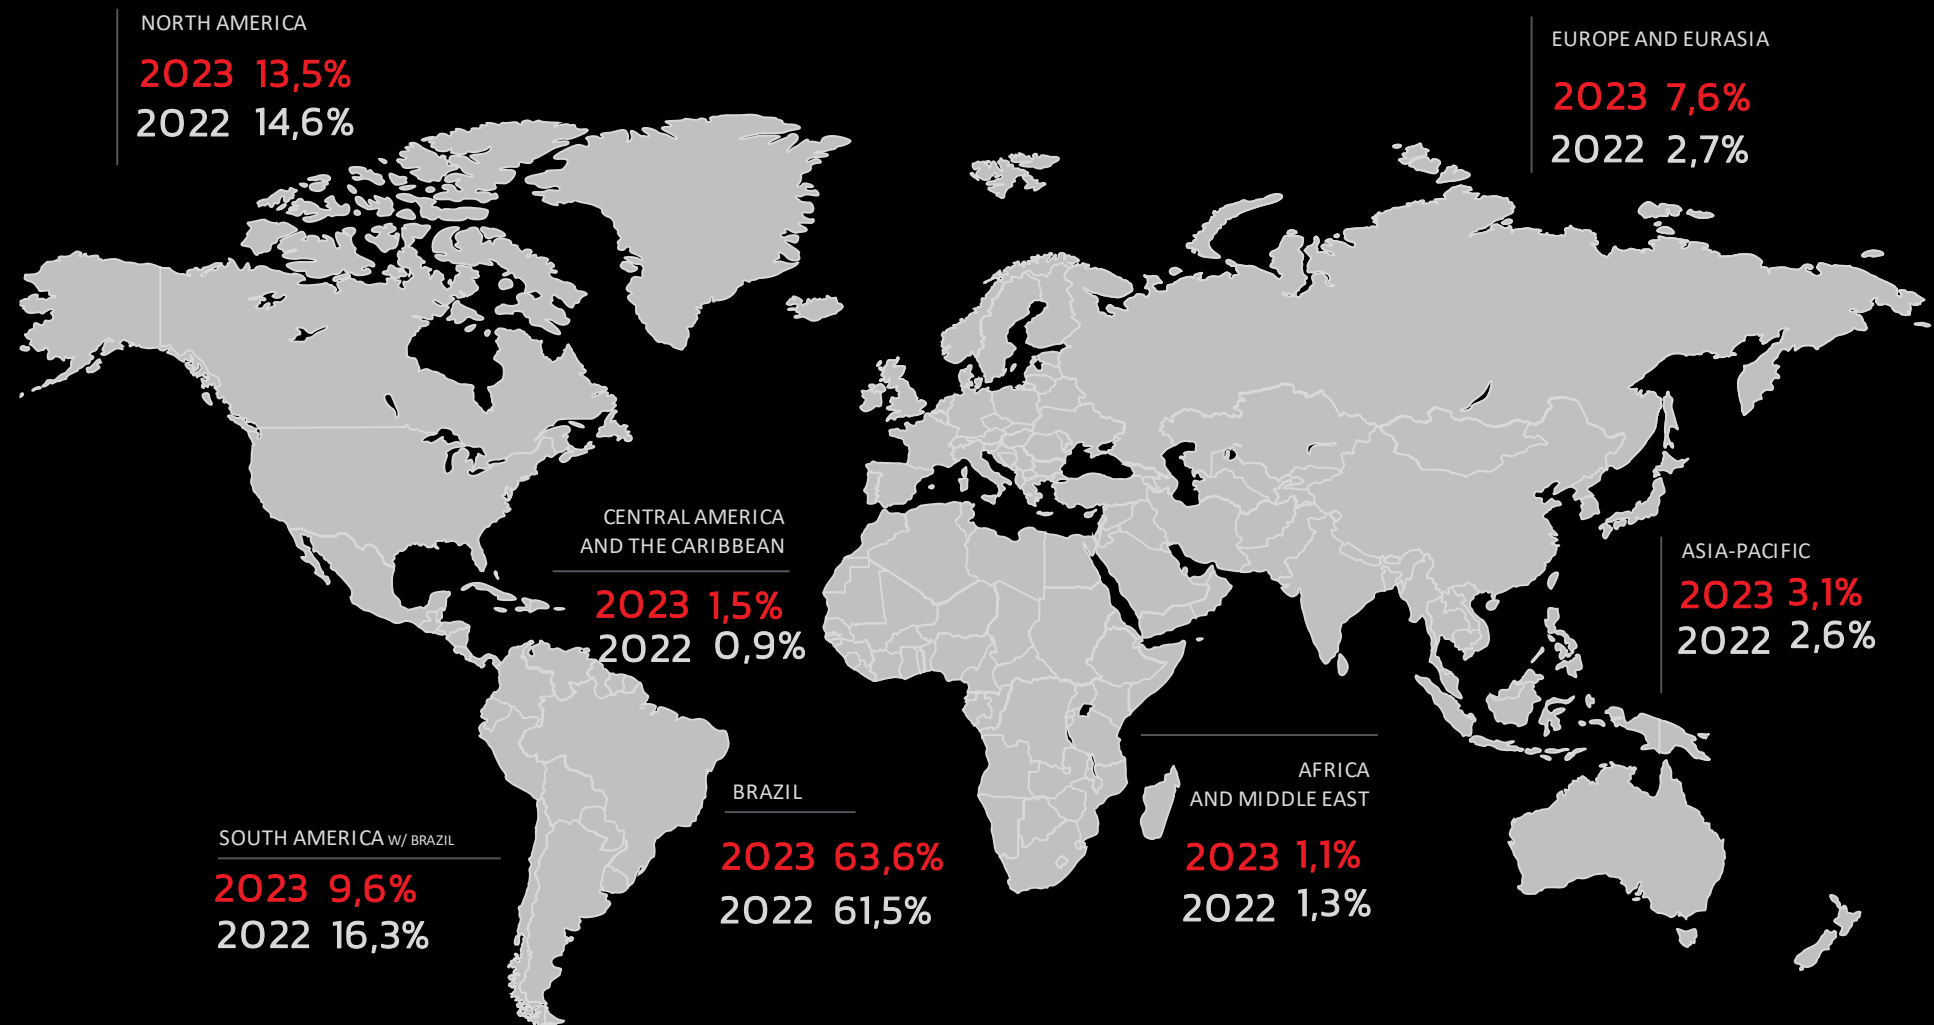 NORTH AMERICA
2023 13,5%
2022 14,6%
EUROPE AND EURASIA
2023 7,6%
2022 2,7%
CENTRAL AMERICA
AND THE CARIBBEAN
2023 1,5%
2022 0,9%
ASIA-PACIFIC
2023 3,1%
2022 2,6%
SOUTH AMERICA W/ BRAZIL
2023 9,6%
2022 16,3%
BRAZIL
2023 63,6%
2022 61,5%
AFRICA
AND MIDDLE EAST
2023 1,1%
2022 1,3%